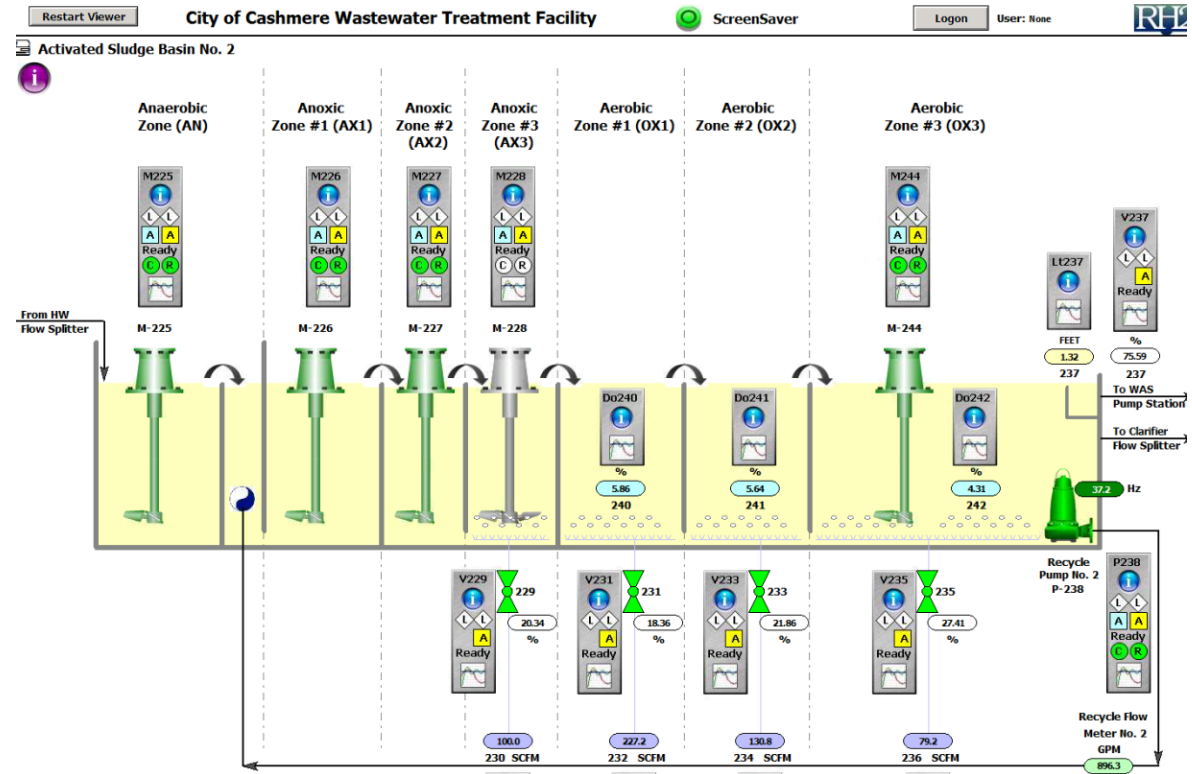 Restart Viewer
City of Cashmere Wastewater Treatment Facility
ScreenSaver
Logon
User: None
RH2
Activated Sludge Basin No. 2
i
Anaerobic
Zone (AN)
Anoxic
Zone #1 (AX1)
Anoxic
Zone #2
(AX2)
Anoxic
Zone #3
(AX3)
Aerobic
Zone #1 (OX1)
Aerobic
Zone #2 (OX2)
Aerobic
Zone #3 (OX3)
M225
i
L L
A A
Ready
C R
M226
i
L L
A A
Ready
C R
M227
i
L L
A A
Ready
C R
M228
i
L L
A A
Ready
C R
M244
i
L L
A A
Ready
C R
Lt237
i
FEET
1.32
237
V237
i
L L
A
Ready
%
75.59
237
From HW
Flow Splitter
M-225
M-226
M-227
M-228
M-244
To WAS
Pump Station
To Clarifier
Flow Splitter
Do240
i
%
5.86
240
Do241
i
%
5.64
241
Do242
i
%
4.31
242
37.2 Hz
Recycle
Pump No. 2
P-238
P238
i
L L
A A
Ready
C R
V229
i
L L
A
Ready
229
20.34
%
V231
i
L L
A
Ready
231
18.36
%
V233
i
L L
A
Ready
233
21.86
%
V235
i
L L
A
Ready
235
27.41
%
100.0
230 SCFM
227.2
232 SCFM
130.8
234 SCFM
79.2
236 SCFM
Recycle Flow
Meter No. 2
GPM
896.3